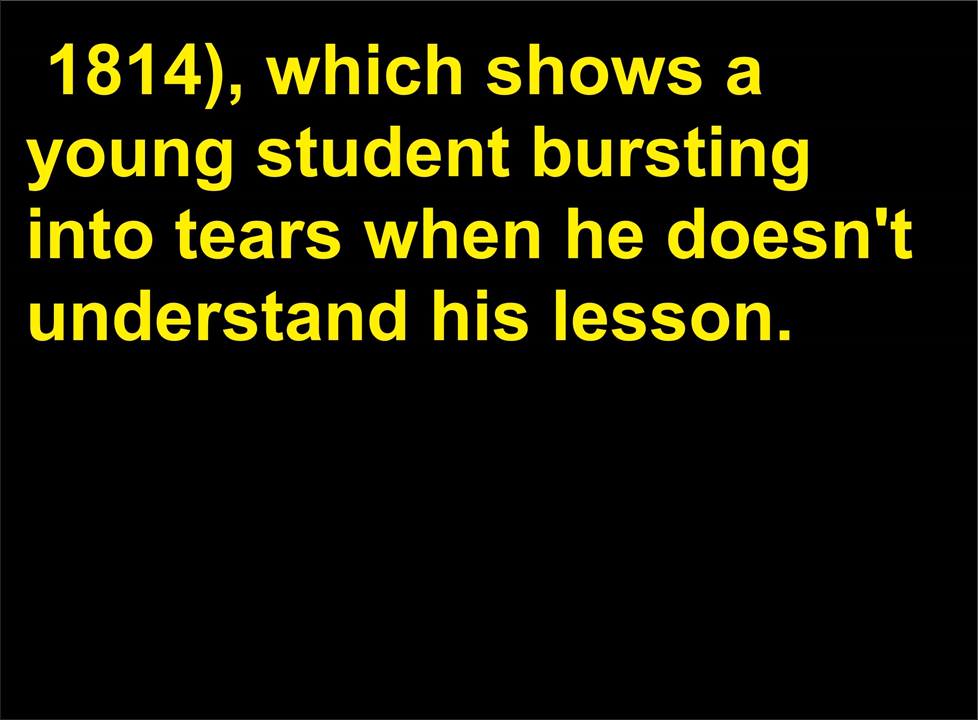 1814), which shows a
young student bursting
into tears when he doesn't
understand his lesson.